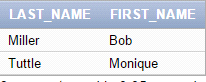 LAST_NAME FIRST_NAME
Miller Bob
Tuttle Monique